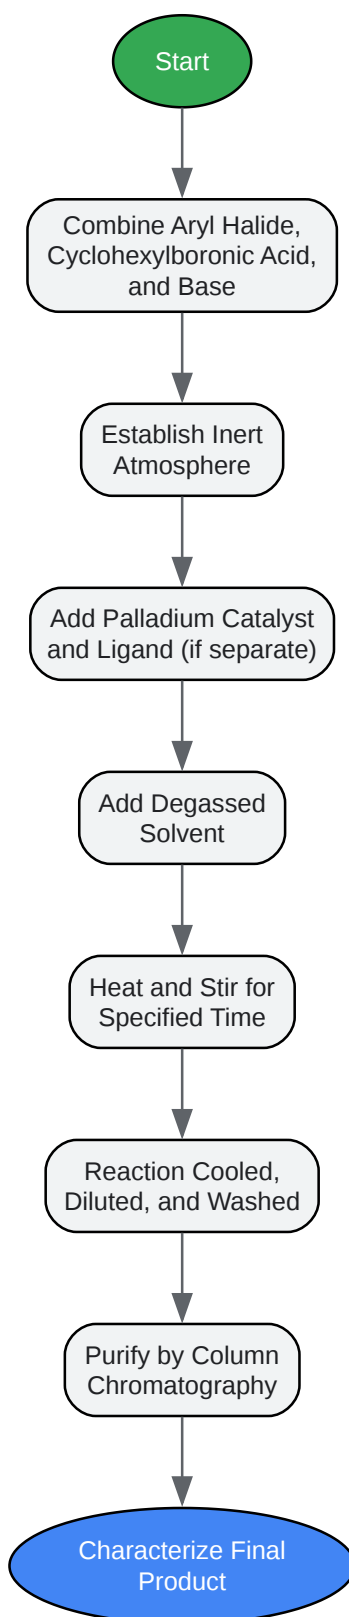 Start
Combine Aryl Halide,
Cyclohexylboronic Acid,
and Base
Establish Inert
Atmosphere
Add Palladium Catalyst
and Ligand (if separate)
Add Degassed
Solvent
Heat and Stir for
Specified Time
Reaction Cooled,
Diluted, and Washed
Purify by Column
Chromatography
Characterize Final
Product